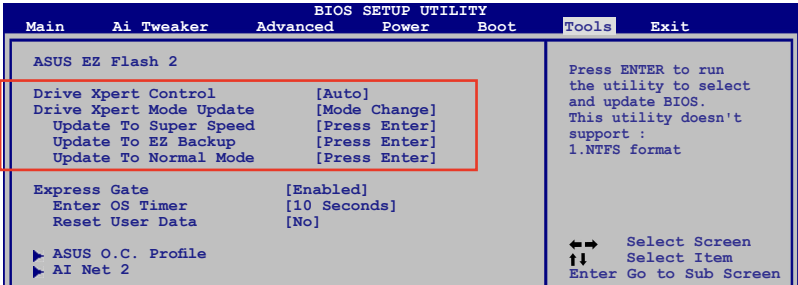 BIOS SETUP UTILITY
Main Ai Tweaker Advanced Power Boot Tools Exit
ASUS EZ Flash 2
Drive Xpert Control [Auto]
Drive Xpert Mode Update [Mode Change]
Update To Super Speed [Press Enter]
Update To EZ Backup [Press Enter]
Update To Normal Mode [Press Enter]
Express Gate [Enabled]
Enter OS Timer [10 Seconds]
Reset User Data [No]
ASUS O.C. Profile
AI Net 2
Press ENTER to run
the utility to select
and update BIOS.
This utility doesn't
support :
1.NTFS format
Select Screen
Select Item
Enter Go to Sub Screen